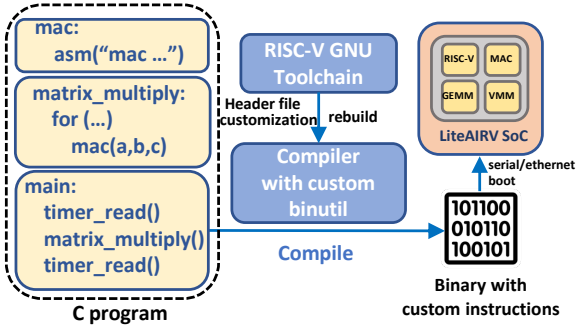 mac:
asm(“mac ...”)
matrix_multiply:
for (...)
mac(a,b,c)
main:
timer_read()
matrix_multiply()
timer_read()
C program
RISC-V GNU
Toolchain
Header file
customization
rebuild
Compiler
with custom
binutil
Compile
RISC-V
MAC
GEMM
VMM
LiteAIRV SoC
serial/ethernet
boot
101100
010110
100101
Binary with
custom instructions